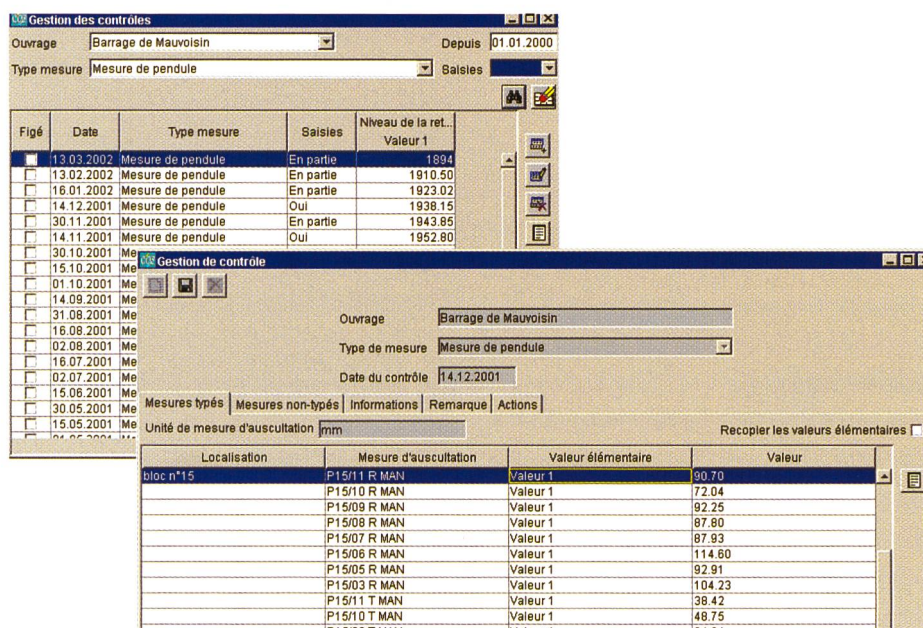 Gestion des contrôles
Ouvrage Barrage de Mauvoisin Depuis 01.01.2000
Type mesure Mesure de pendule Saisies
Figé Date Type mesure Saisies Niveau de la ret... Valeur 1
13.03.2002 Mesure de pendule En partie 1894
13.02.2002 Mesure de pendule En partie 1910.50
16.01.2002 Mesure de pendule En partie 1923.02
14.12.2001 Mesure de pendule Oui 1938.15
30.11.2001 Mesure de pendule En partie 1943.85
14.11.2001 Mesure de pendule Oui 1952.80
30.10.2001 Me
15.10.2001 Me
01.10.2001 Me
14.09.2001 Me
31.08.2001 Me
16.08.2001 Me
02.08.2001 Me
16.07.2001 Me
02.07.2001 Me
15.06.2001 Me
30.05.2001 Me
15.05.2001 Me
Gestion de contrôle
Ouvrage Barrage de Mauvoisin
Type de mesure Mesure de pendule
Date du contrôle 14.12.2001
Mesures typés Mesures non-typés Informations Remarque Actions
Unité de mesure d'auscultation mm Recopier les valeurs élémentaires
Localisation Mesure d'auscultation Valeur élémentaire Valeur
bloc n°15 P15/11 R MAN Valeur 1 90.70
P15/10 R MAN Valeur 1 72.04
P15/09 R MAN Valeur 1 92.25
P15/08 R MAN Valeur 1 87.80
P15/07 R MAN Valeur 1 87.93
P15/06 R MAN Valeur 1 114.60
P15/05 R MAN Valeur 1 92.91
P15/03 R MAN Valeur 1 104.23
P15/11 T MAN Valeur 1 38.42
P15/10 T MAN Valeur 1 48.75